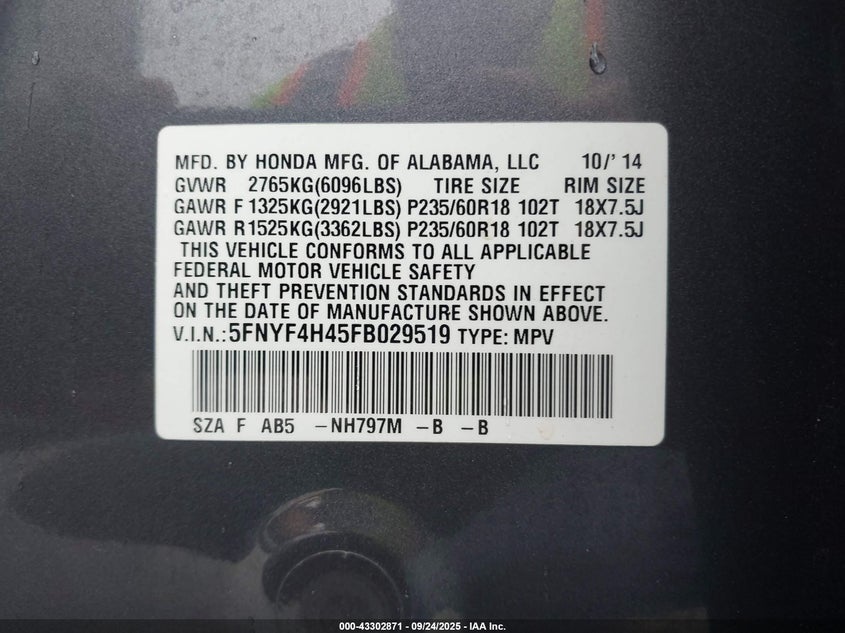 MFD. BY HONDA MFG. OF ALABAMA, LLC 10/' 14
GVWR 2765KG(6096LBS) TIRE SIZE RIM SIZE
GAWR F 1325KG(2921LBS) P235/60R18 102T 18X7.5J
GAWR R1525KG(3362LBS) P235/60R18 102T 18X7.5J
THIS VEHICLE CONFORMS TO ALL APPLICABLE
FEDERAL MOTOR VEHICLE SAFETY
AND THEFT PREVENTION STANDARDS IN EFFECT
ON THE DATE OF MANUFACTURE SHOWN ABOVE.
V.I.N.:5FNYF4H45FB029519 TYPE: MPV
SZA F AB5 -NH797M -B -B
000-43302871 - 09/24/2025 - IAA Inc.